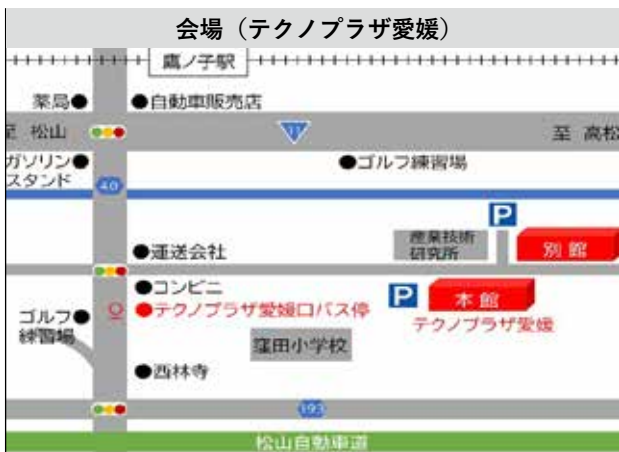 会場（テクノプラザ愛媛）
鷹ノ子駅
薬局●
●自動車販売店
至 松山
11
至 高松
ガソリン●
スタンド
●ゴルフ練習場
40
P
●運送会社
産業技術
研究所
別館
●コンビニ
●テクノプラザ愛媛口バス停
P
本館
テクノプラザ愛媛
ゴルフ●
練習場
窪田小学校
●西林寺
193
松山自動車道